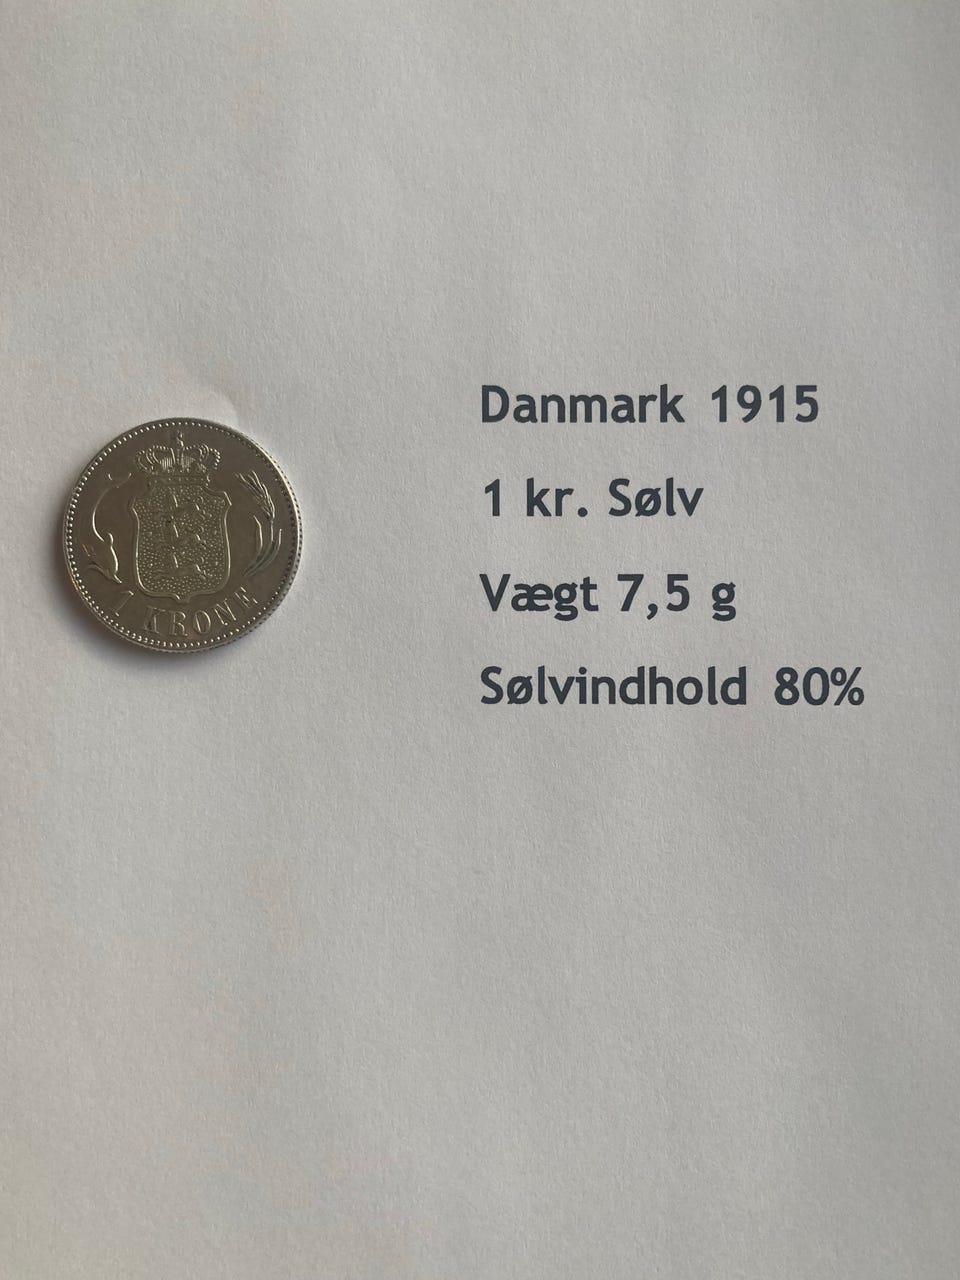 Danmark 1915
1 kr. Sølv
Vægt 7,5 g
Sølvindhold 80%
1 KRONE